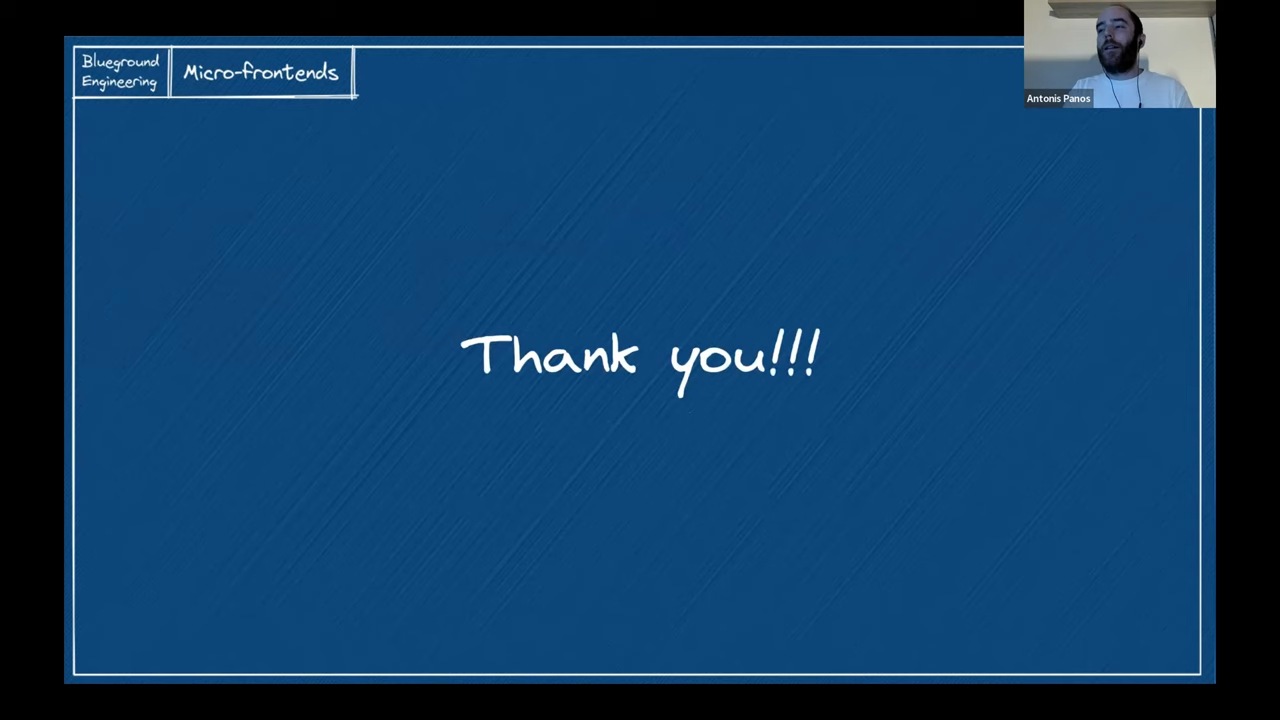 Blueground
Engineering
Micro-frontends
Antonis Panos
Thank you!!!